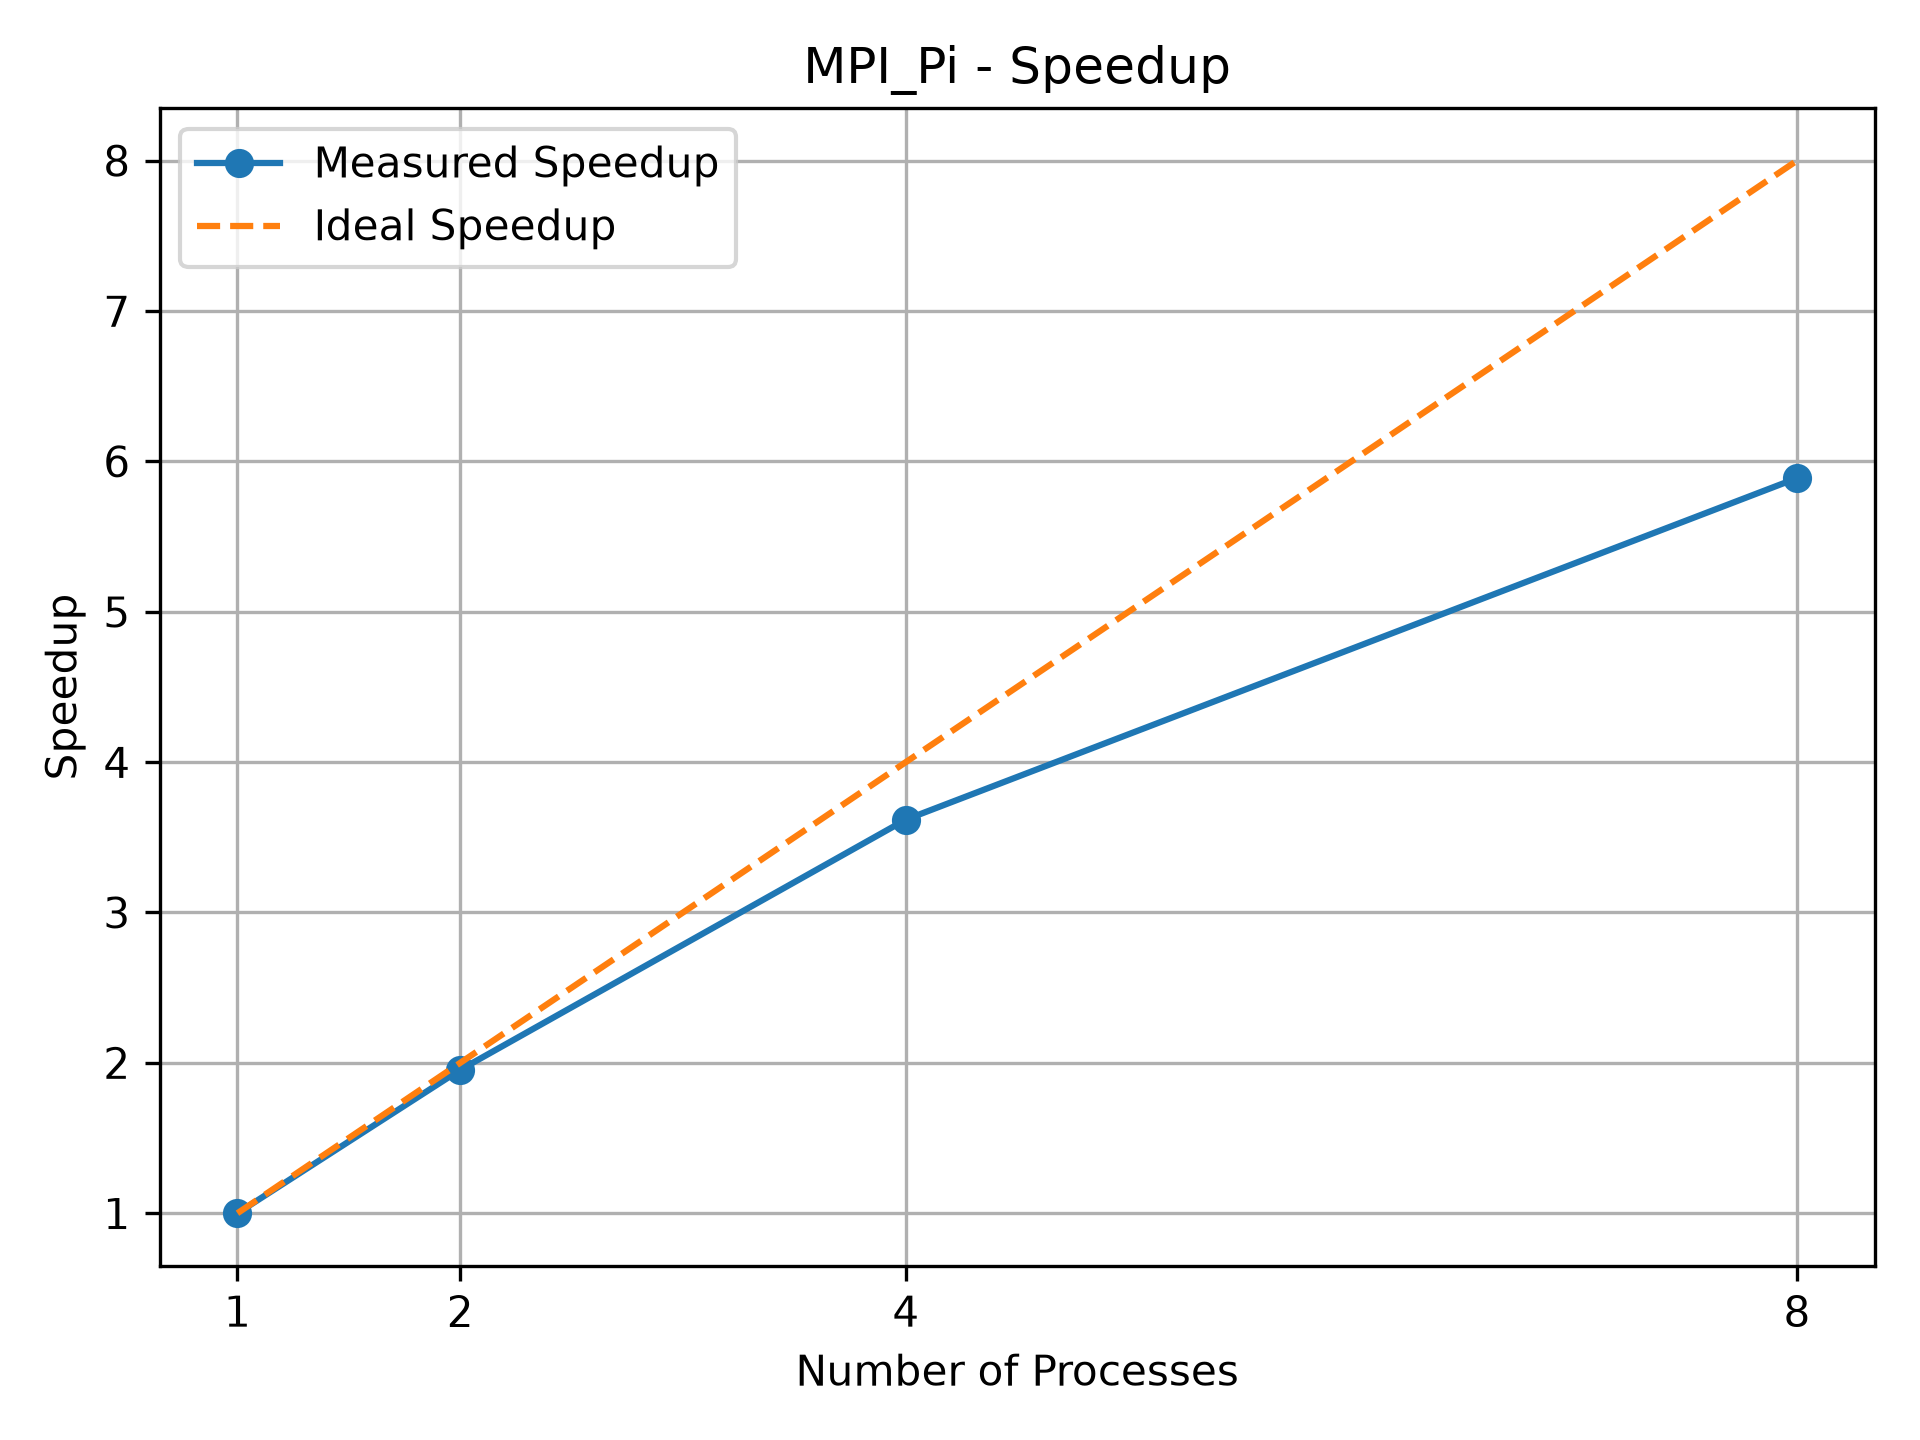 MPI_Pi - Speedup
Measured Speedup
Ideal Speedup
8
7
6
5
4
3
2
1
Speedup
1 2 4 8
Number of Processes